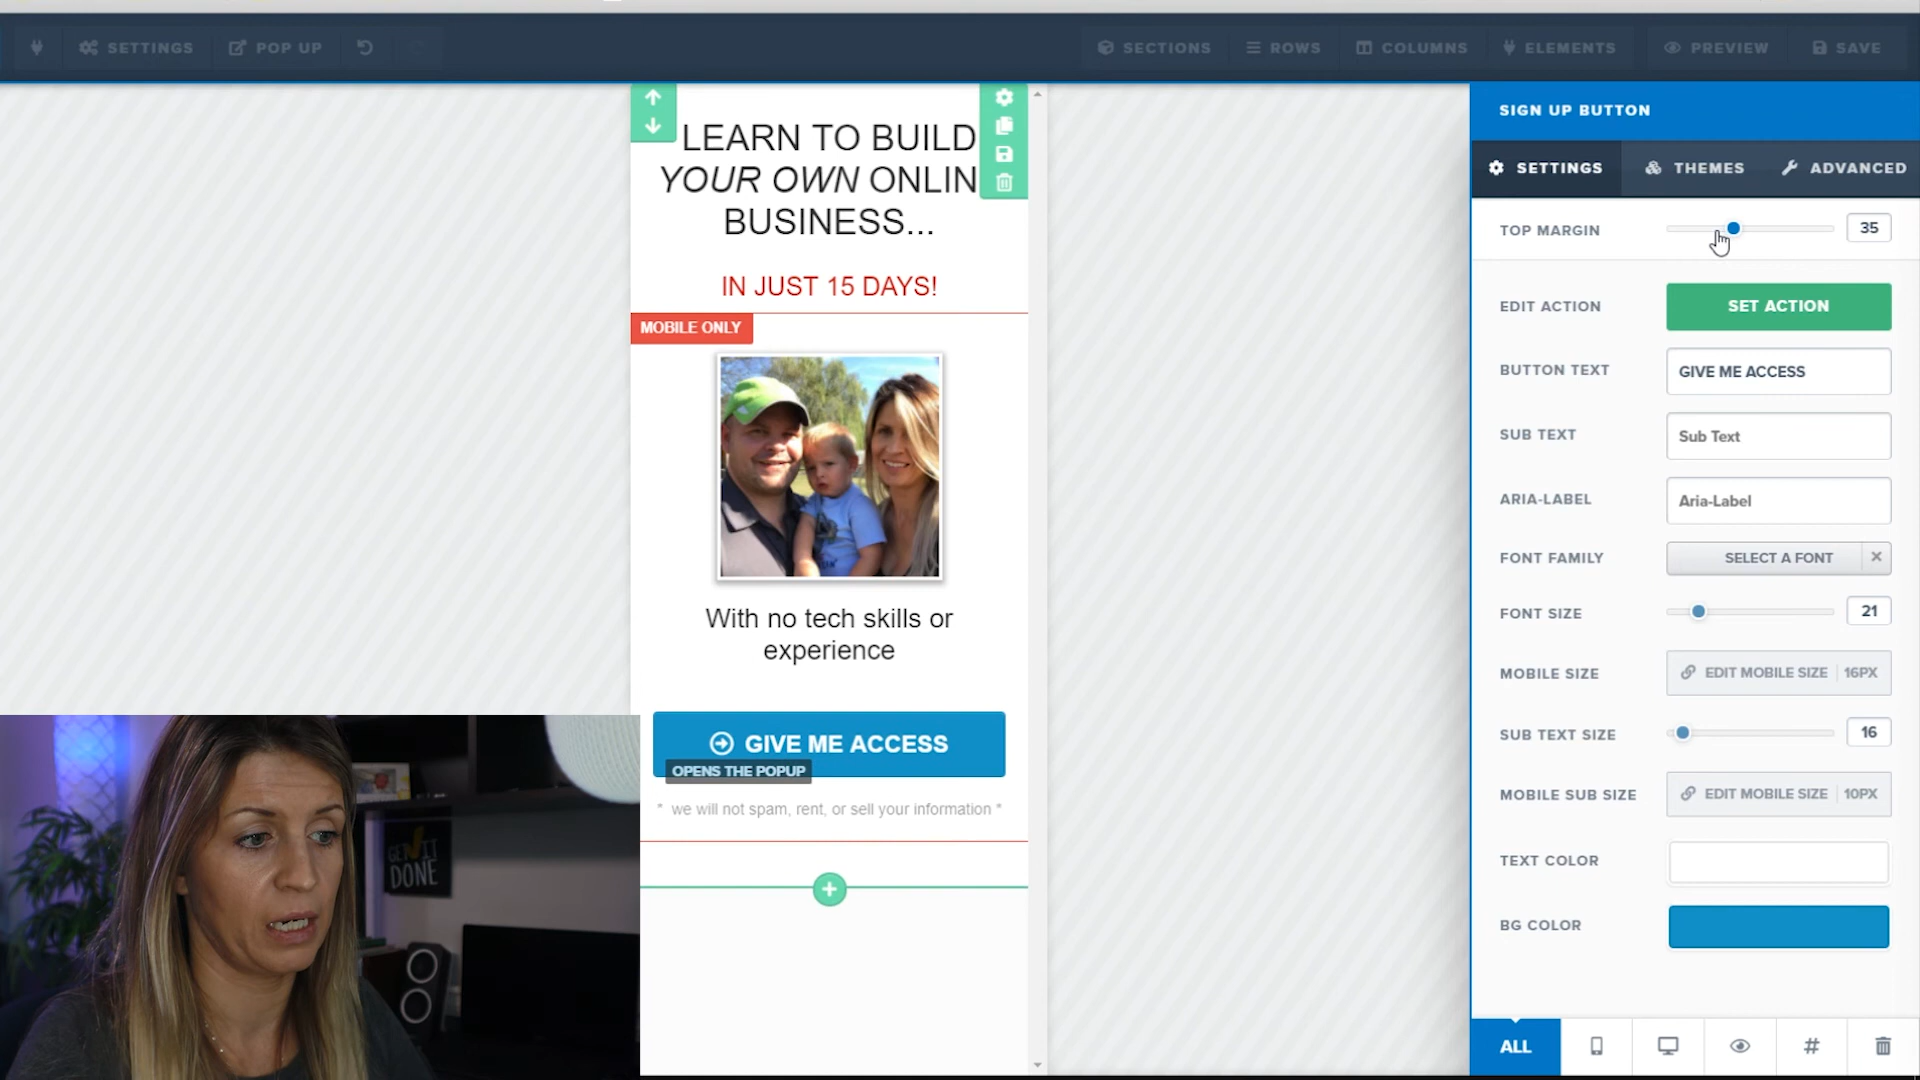 SETTINGS
POP UP
SECTIONS
ROWS
COLUMNS
ELEMENTS
PREVIEW
SAVE
LEARN TO BUILD
YOUR OWN ONLIN
BUSINESS...
IN JUST 15 DAYS!
MOBILE ONLY
With no tech skills or
experience
GIVE ME ACCESS
OPENS THE POPUP
* we will not spam, rent, or sell your information *
GET IT
DONE
SIGN UP BUTTON
SETTINGS
THEMES
ADVANCED
TOP MARGIN
35
EDIT ACTION
SET ACTION
BUTTON TEXT
GIVE ME ACCESS
SUB TEXT
Sub Text
ARIA-LABEL
Aria-Label
FONT FAMILY
SELECT A FONT
FONT SIZE
21
MOBILE SIZE
EDIT MOBILE SIZE 16PX
SUB TEXT SIZE
16
MOBILE SUB SIZE
EDIT MOBILE SIZE 10PX
TEXT COLOR
BG COLOR
ALL
#